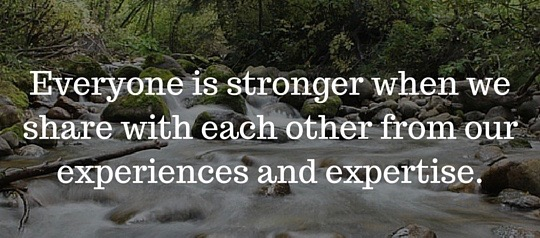 Everyone is stronger when we
share with each other from our
experiences and expertise.